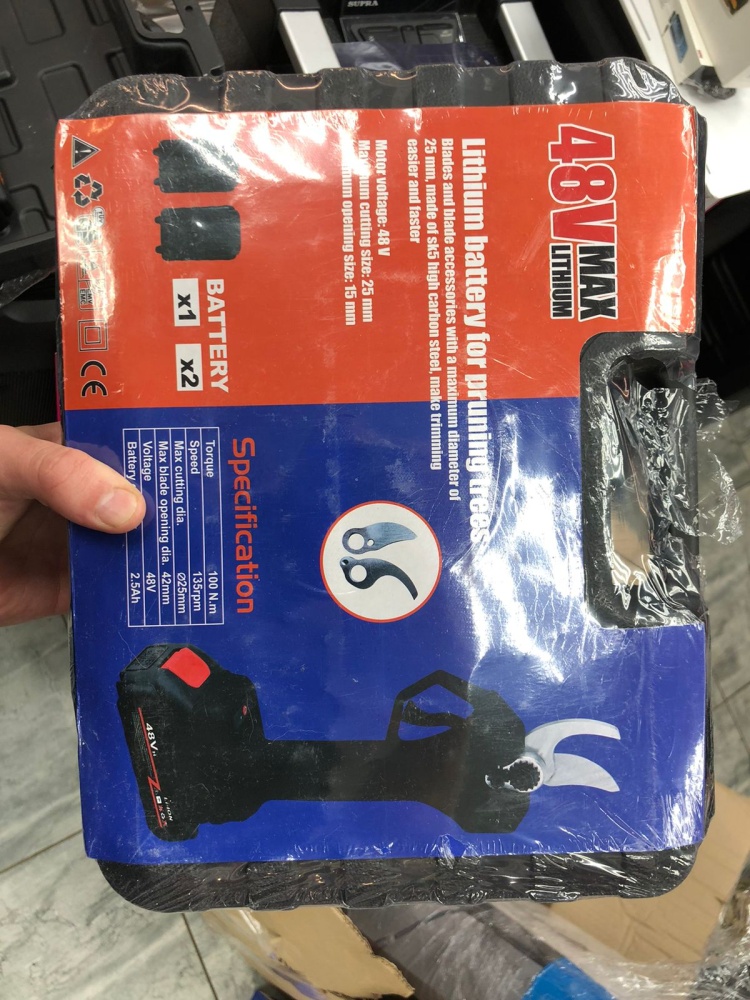 SUPRA
48V MAX
LITHIUM
Lithium battery for pruning trees
Blades and blade accessories with a maximum diameter of
25 mm, made of sk5 high carbon steel, make trimming
easier and faster
Motor voltage: 48 V
Maximum cutting size: 25 mm
opening size: 15 mm
BATTERY
x1 x2
CE
Specification
Torque 100 N.m
Speed 135rpm
Max cutting dia. Ø25mm
Max blade opening dia. 42mm
Voltage 48V
Battery 2.5Ah
48V